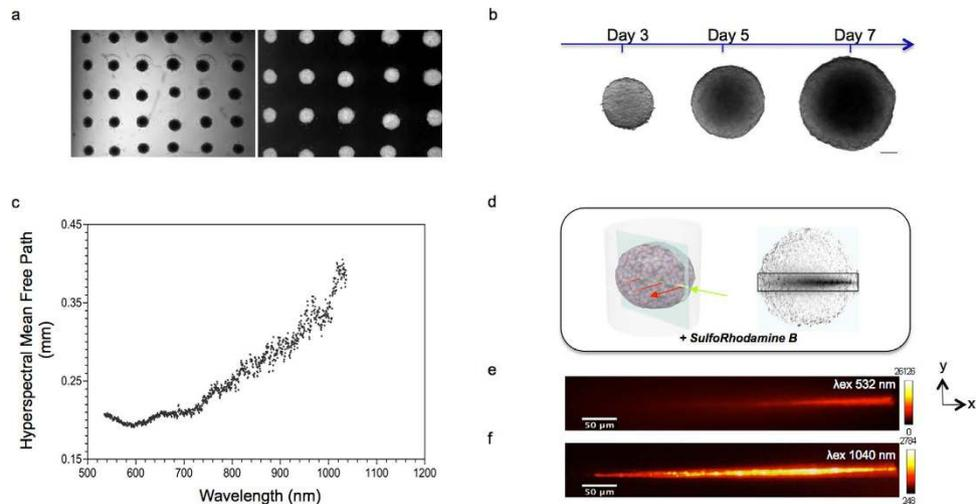 a
b
Day 3 Day 5 Day 7
c
0.45
0.35
0.25
0.15
Hyperspectral Mean Free Path
(mm)
500 600 700 800 900 1000 1100 1200
Wavelength (nm)
d
+ SulfoRhodamine B
e
λex 532 nm
50 µm
26126
0
y
x
f
λex 1040 nm
50 µm
2784
248